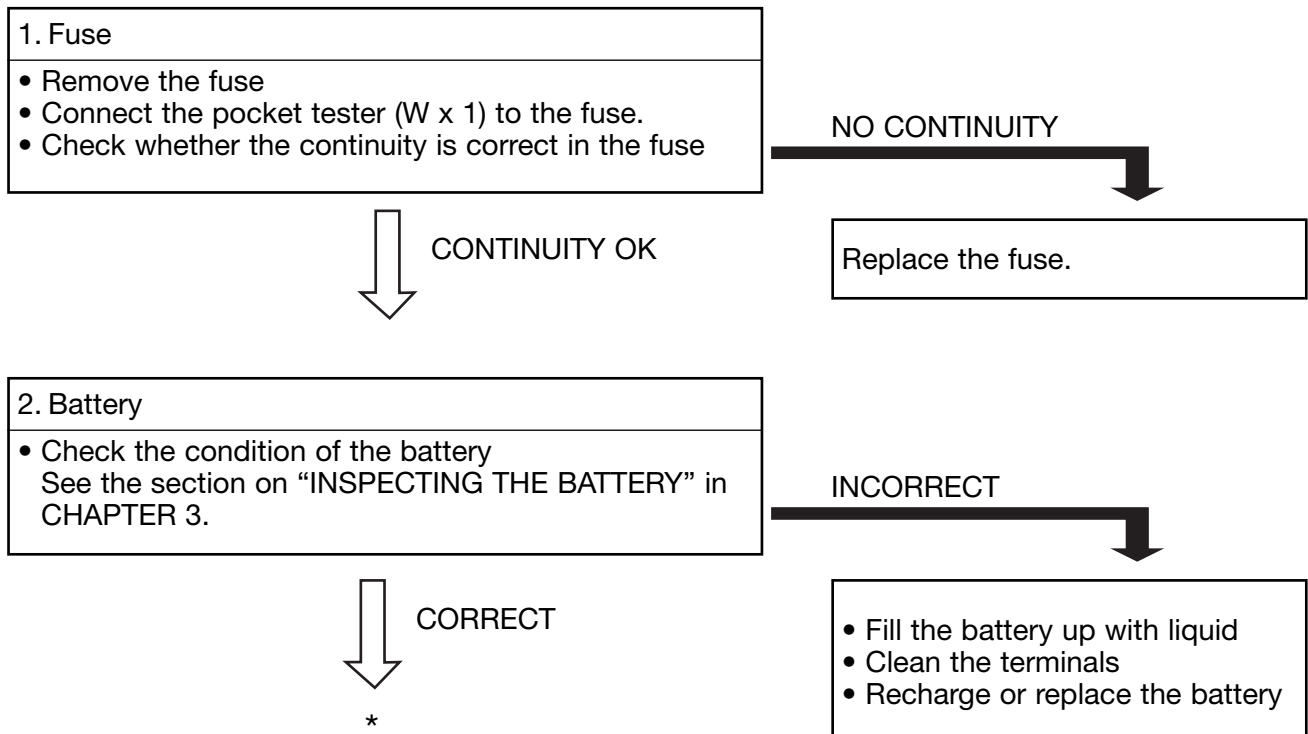 1. Fuse
• Remove the fuse
• Connect the pocket tester (W x 1) to the fuse.
• Check whether the continuity is correct in the fuse
NO CONTINUITY
CONTINUITY OK
Replace the fuse.
2. Battery
• Check the condition of the battery
See the section on “INSPECTING THE BATTERY” in
CHAPTER 3.
INCORRECT
CORRECT
• Fill the battery up with liquid
• Clean the terminals
• Recharge or replace the battery
*